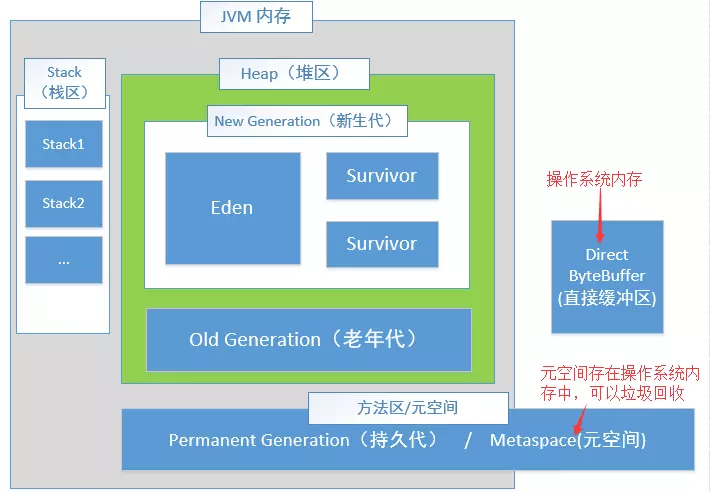 JVM 内存
Stack
（栈区）
Stack1
Stack2
...
Heap（堆区）
New Generation（新生代）
Eden
Survivor
Survivor
Old Generation（老年代）
操作系统内存
Direct
ByteBuffer
(直接缓冲区)
元空间存在操作系统内
存中，可以垃圾回收
方法区/元空间
Permanent Generation（持久代） / Metaspace(元空间)